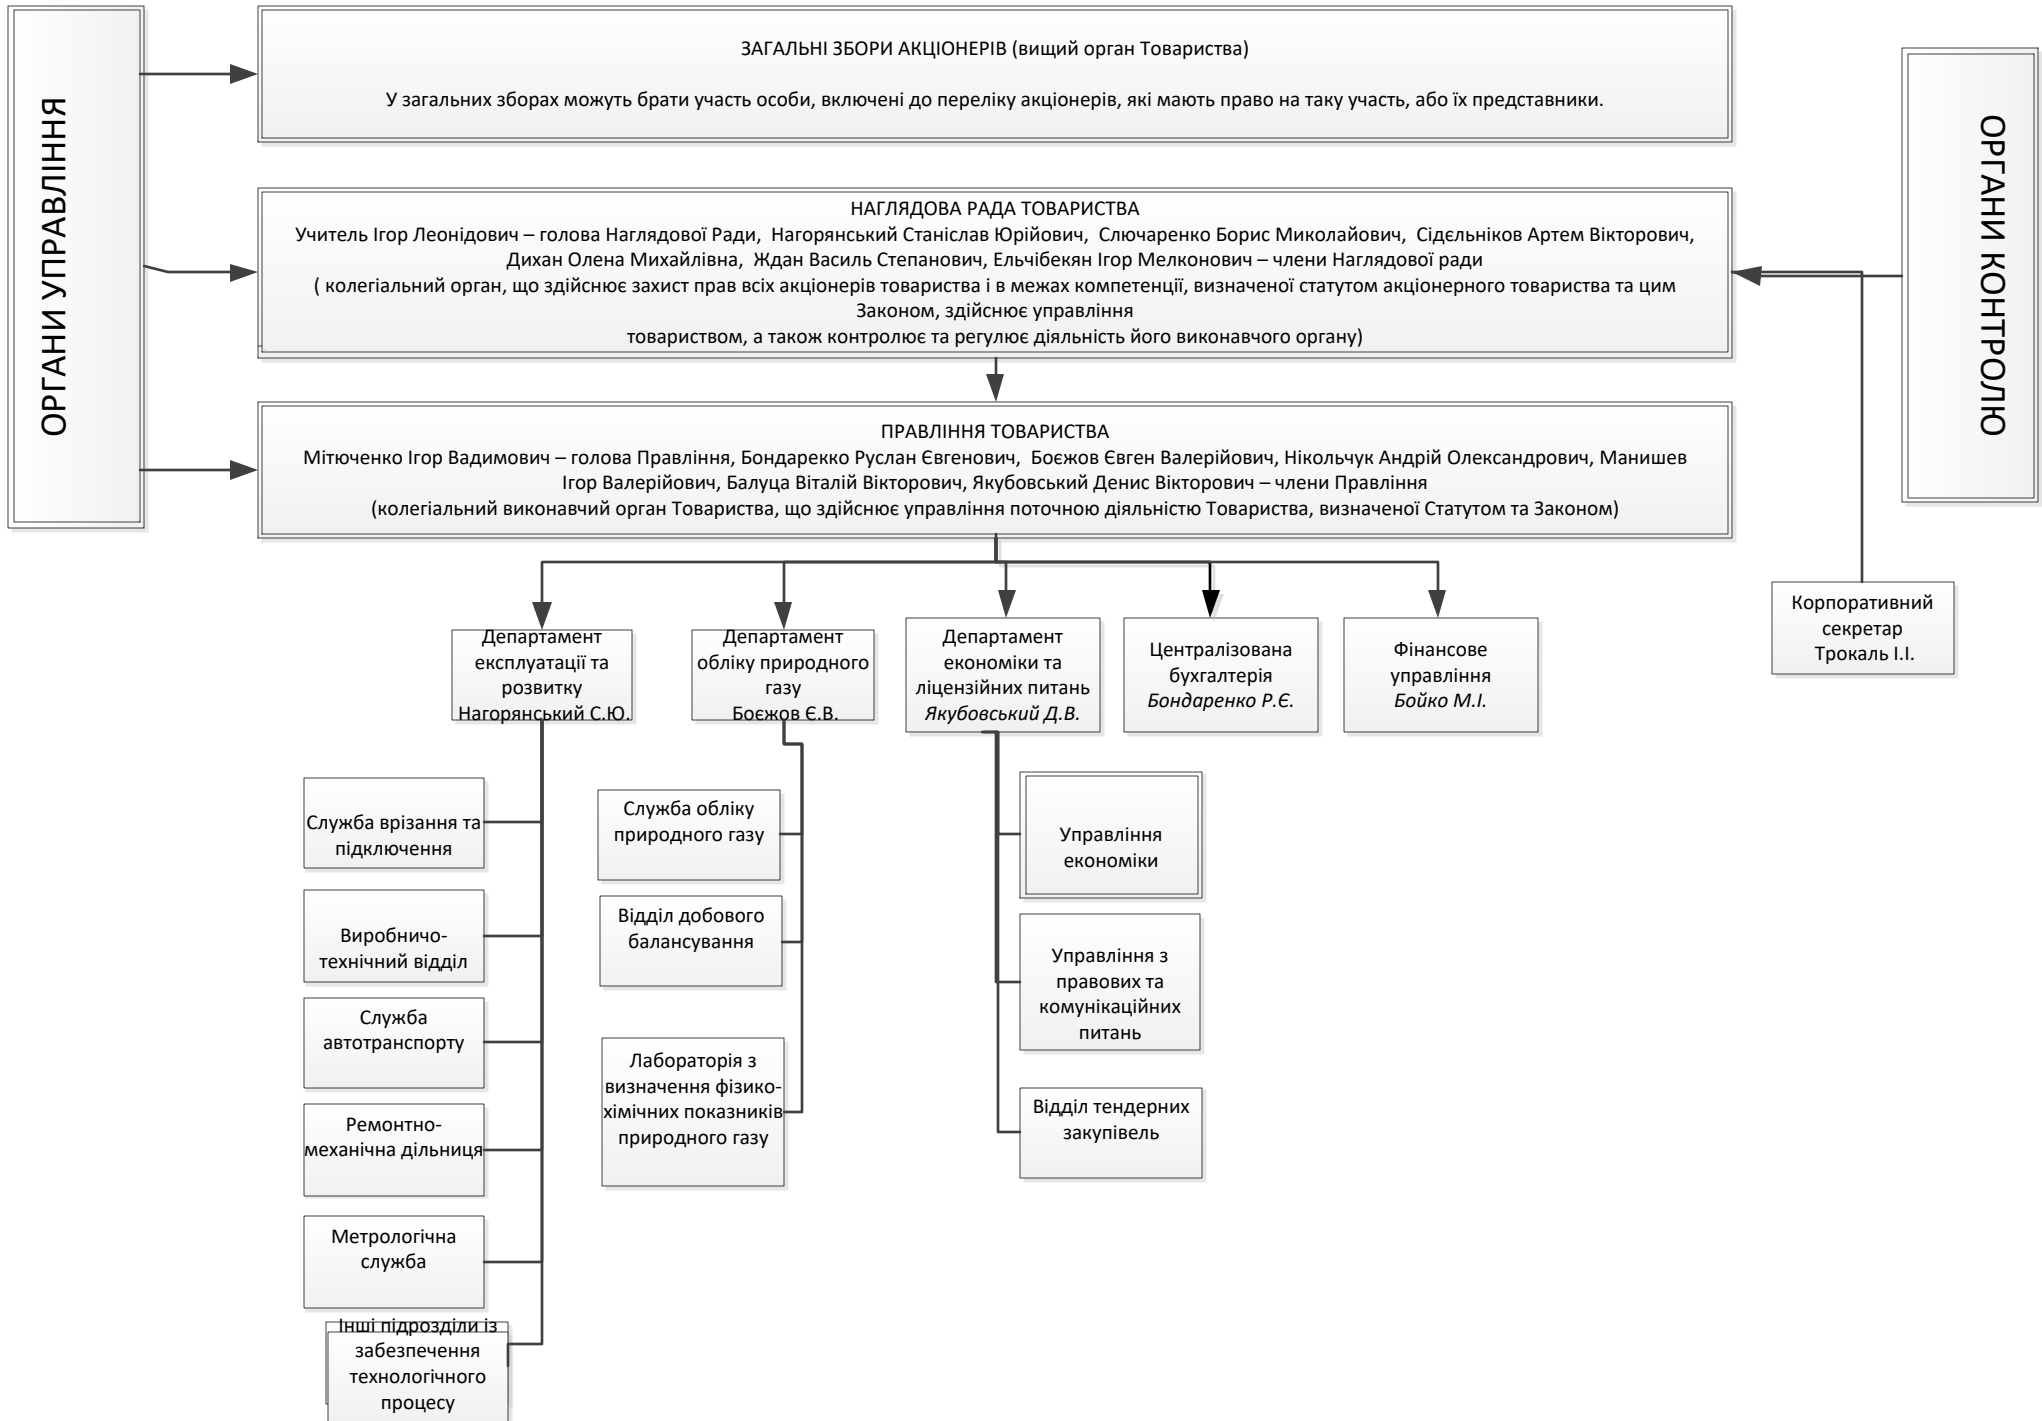 ОРГАНИ УПРАВЛІННЯ
ЗАГАЛЬНІ ЗБОРИ АКЦІОНЕРІВ (вищий орган Товариства)
У загальних зборах можуть брати участь особи, включені до переліку акціонерів, які мають право на таку участь, або їх представники.
ОРГАНИ КОНТРОЛЮ
НАГЛЯДОВА РАДА ТОВАРИСТВА
Учитель Ігор Леонідович – голова Наглядової Ради, Нагорянський Станіслав Юрійович, Слючаренко Борис Миколайович, Сідєльніков Артем Вікторович,
Дихан Олена Михайлівна, Ждан Василь Степанович, Ельчібекян Ігор Мелконович – члени Наглядової ради
( колегіальний орган, що здійснює захист прав всіх акціонерів товариства і в межах компетенції, визначеної статутом акціонерного товариства та цим
Законом, здійснює управління
товариством, а також контролює та регулює діяльність його виконавчого органу)
ПРАВЛІННЯ ТОВАРИСТВА
Мітюченко Ігор Вадимович – голова Правління, Бондарекко Руслан Євгенович, Боєжов Євген Валерійович, Нікольчук Андрій Олександрович, Манишев
Ігор Валерійович, Балуца Віталій Вікторович, Якубовський Денис Вікторович – члени Правління
(колегіальний виконавчий орган Товариства, що здійснює управління поточною діяльністю Товариства, визначеної Статутом та Законом)
Корпоративний
секретар
Трокаль І.І.
Департамент
експлуатації та
розвитку
Нагорянський С.Ю.
Департамент
обліку природного
газу
Боєжов Є.В.
Департамент
економіки та
ліцензійних питань
Якубовський Д.В.
Централізована
бухгалтерія
Бондаренко Р.Є.
Фінансове
управління
Бойко М.І.
Служба врізання та
підключення
Виробничо-
технічний відділ
Служба
автотранспорту
Ремонтно-
механічна дільниця
Метрологічна
служба
Інші підрозділи із
забезпечення
технологічного
процесу
Служба обліку
природного газу
Відділ добового
балансування
Лабораторія з
визначення фізико-
хімічних показників
природного газу
Управління
економіки
Управління з
правових та
комунікаційних
питань
Відділ тендерних
закупівель